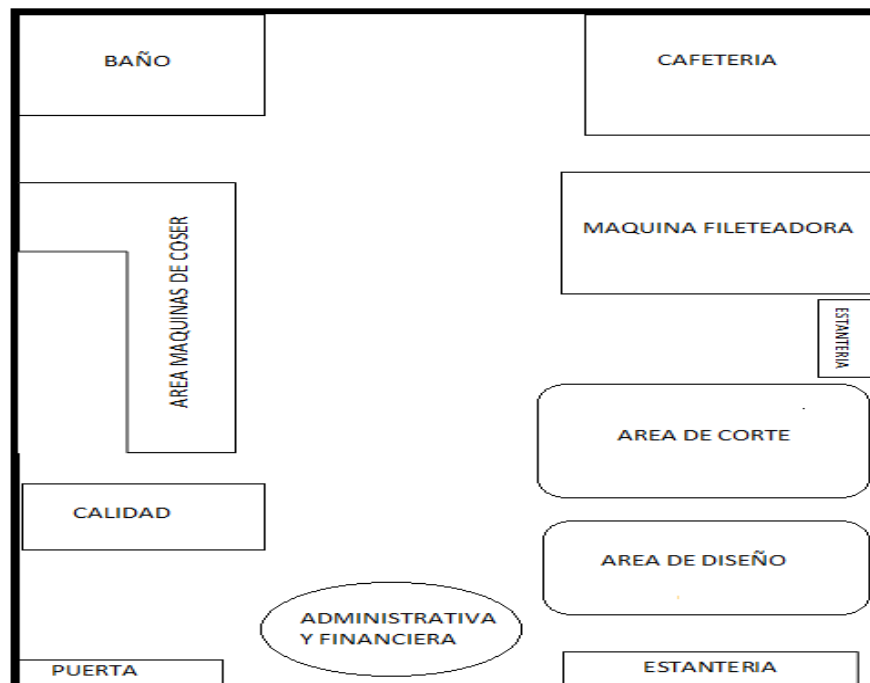 BAÑO
CAFETERIA
MAQUINA FILETEADORA
AREA MAQUINAS DE COSER
ESTANTERIA
AREA DE CORTE
CALIDAD
AREA DE DISEÑO
ADMINISTRATIVA
Y FINANCIERA
PUERTA
ESTANTERIA